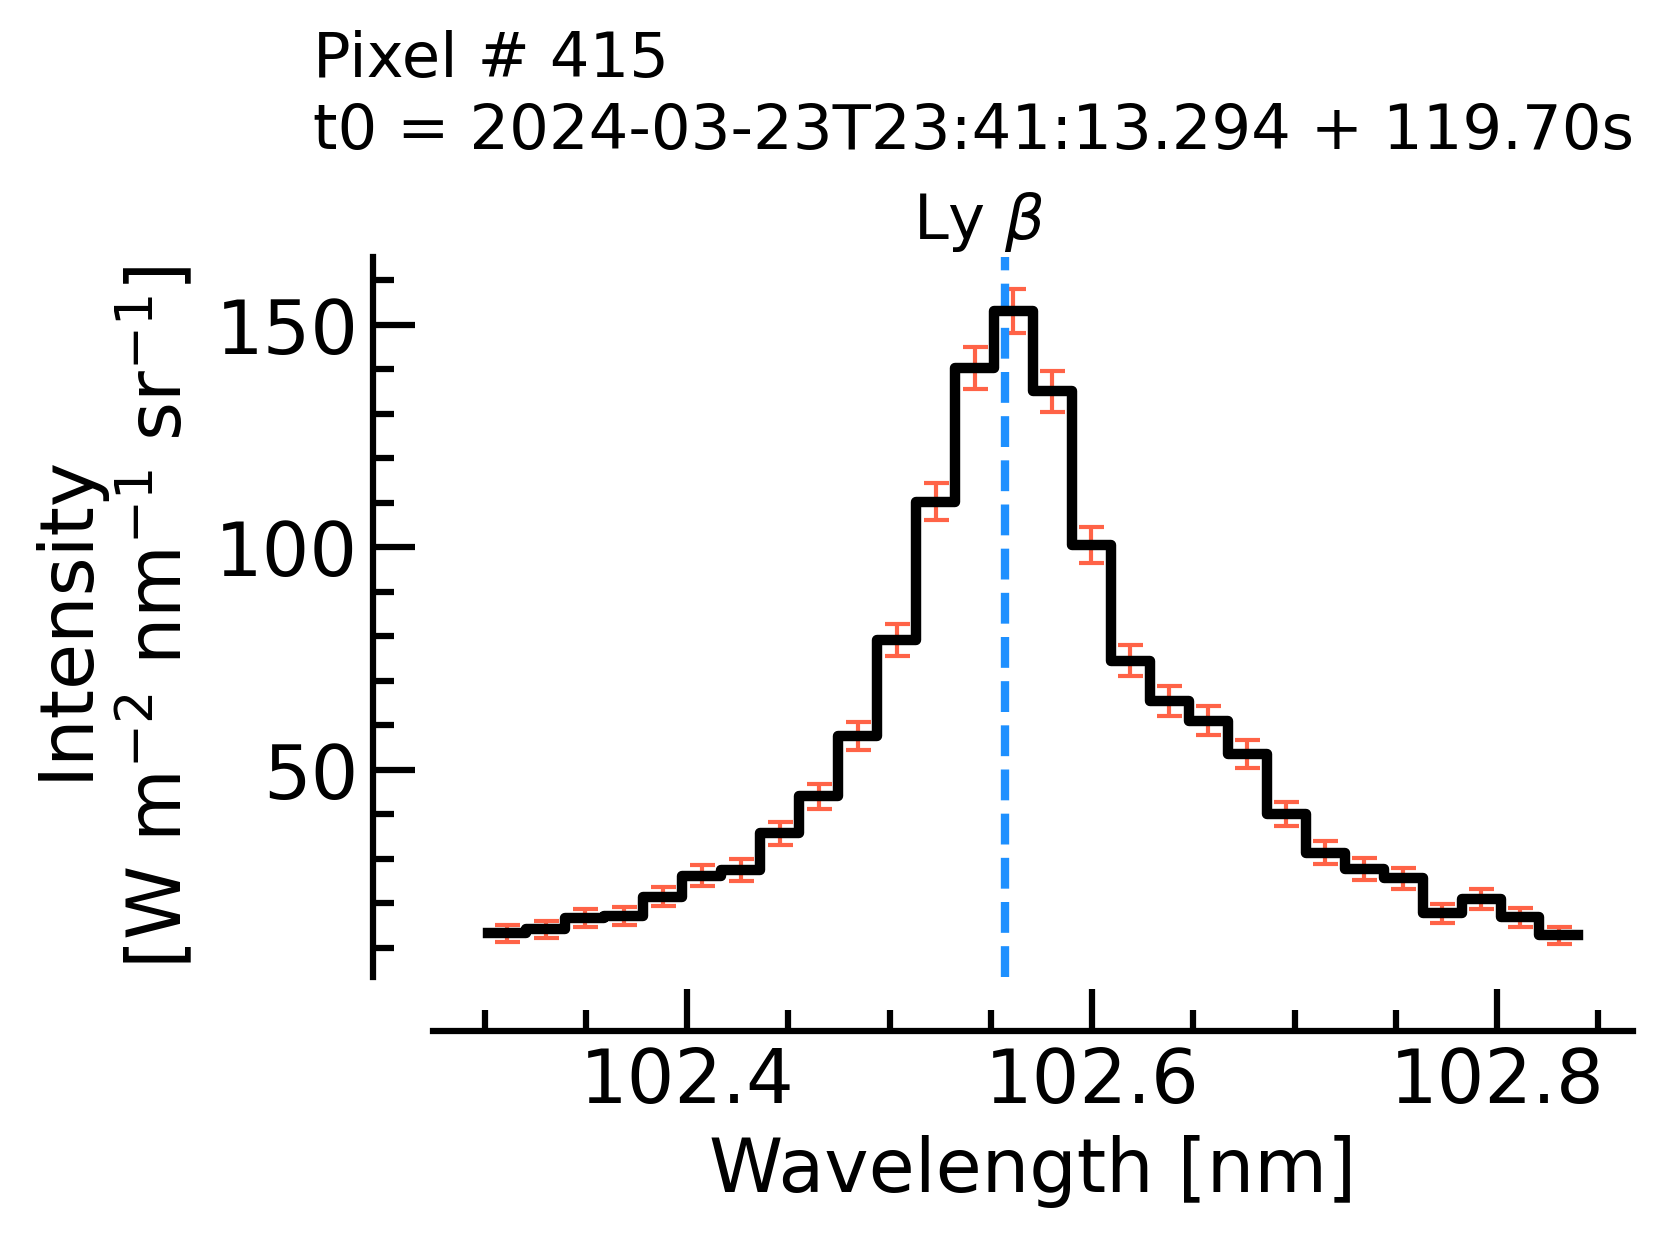 Pixel # 415
t0 = 2024-03-23T23:41:13.294 + 119.70s
Ly β
Intensity
[W m⁻² nm⁻¹ sr⁻¹]
150
100
50
102.4 102.6 102.8
Wavelength [nm]